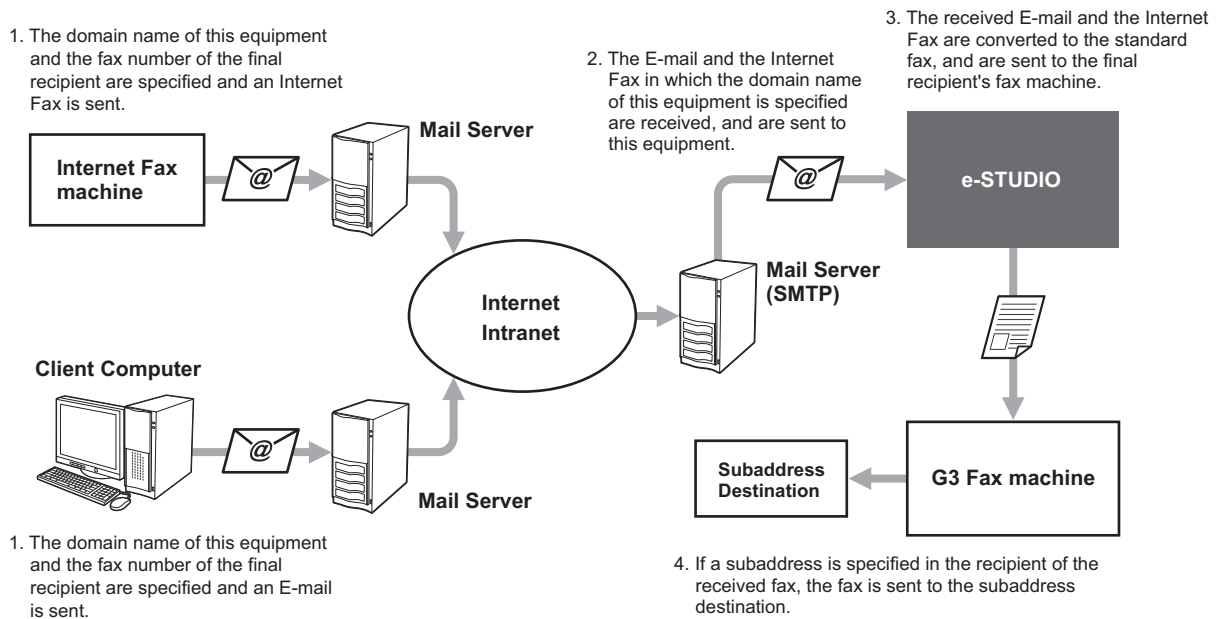 1. The domain name of this equipment
and the fax number of the final
recipient are specified and an Internet
Fax is sent.
2. The E-mail and the Internet
Fax in which the domain name
of this equipment is specified
are received, and are sent to
this equipment.
3. The received E-mail and the Internet
Fax are converted to the standard
fax, and are sent to the final
recipient's fax machine.
Internet Fax
machine
@
Mail Server
@
e-STUDIO
Internet
Intranet
Mail Server
(SMTP)
Client Computer
@
Mail Server
Subaddress
Destination
G3 Fax machine
1. The domain name of this equipment
and the fax number of the final
recipient are specified and an E-mail
is sent.
4. If a subaddress is specified in the recipient of the
received fax, the fax is sent to the subaddress
destination.